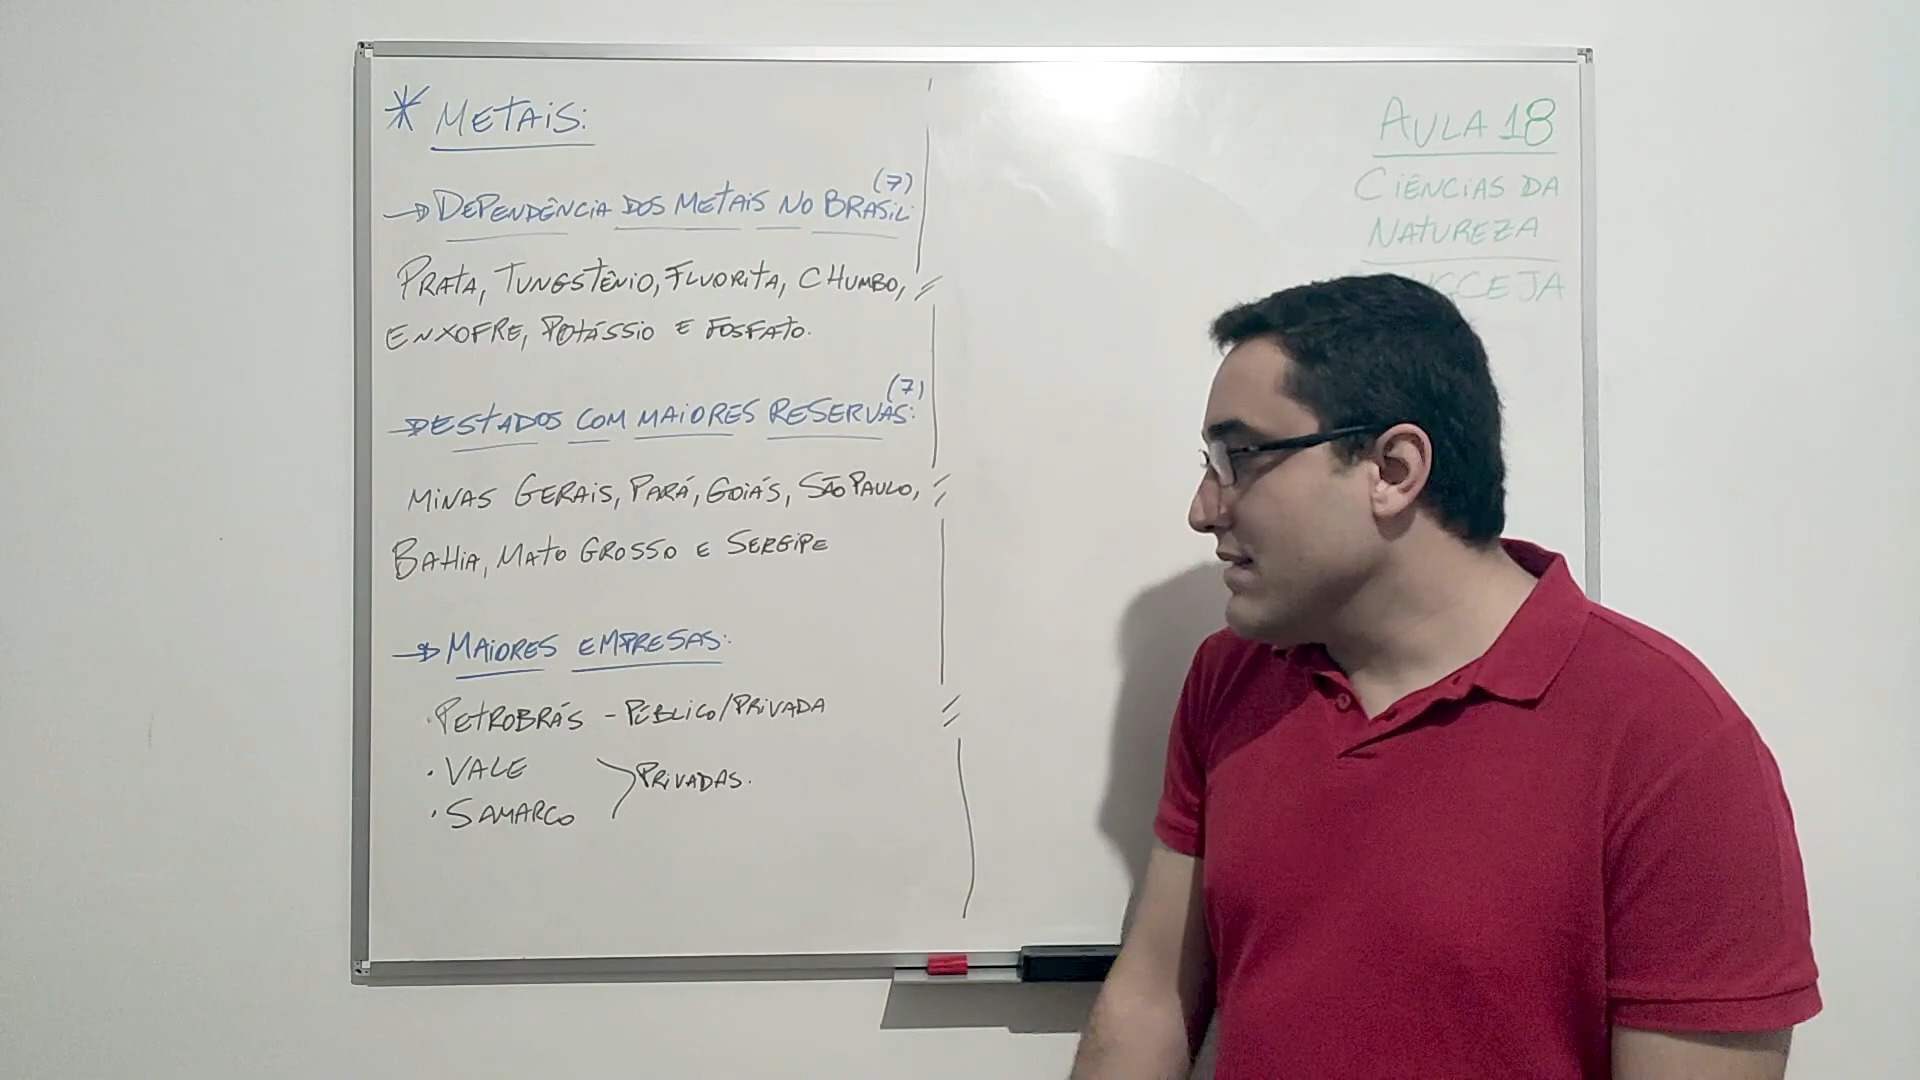 * METAIS:
→ DEPENDÊNCIA DOS METAIS NO BRASIL: (7)
PRATA, TUNGSTÊNIO, FLUORITA, CHUMBO,
ENXOFRE, POTÁSSIO E FOSFATO.
→ ESTADOS COM MAIORES RESERVAS: (7)
MINAS GERAIS, PARÁ, GOIÁS, SÃO PAULO,
BAHIA, MATO GROSSO E SERGIPE
→ MAIORES EMPRESAS:
· PETROBRÁS - PÚBLICO/PRIVADA
· VALE
PRIVADAS.
· SAMARCO
AULA 18
CIÊNCIAS DA
NATUREZA